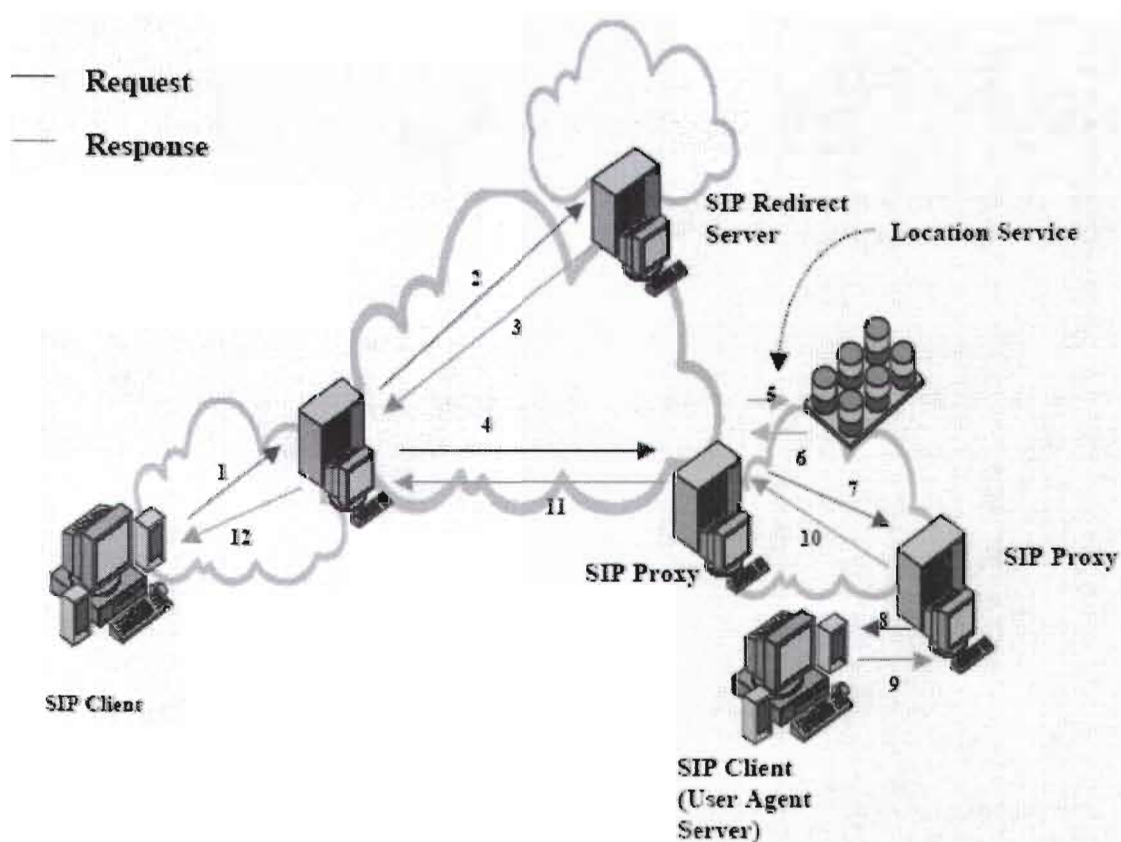 Request
Response
SIP Redirect
Server
Location Service
2
3
5
4
6
1
7
11
12
10
SIP Proxy
SIP Proxy
8
9
SIP Client
SIP Client
(User Agent
Server)